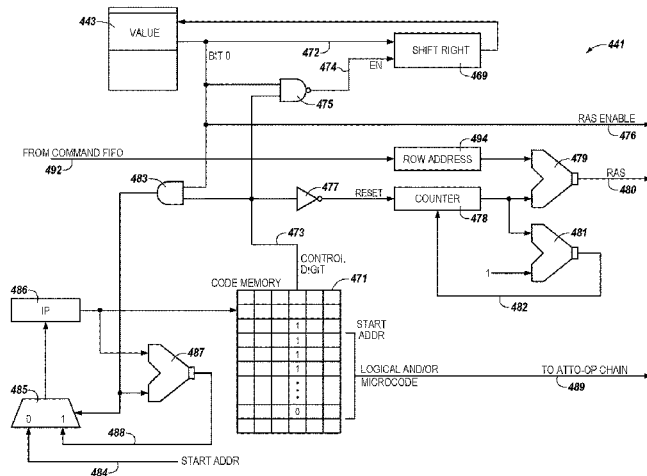 443
VALUE
472
SHIFT RIGHT
469
441
BIT 0
474
EN
475
RAS ENABLE
476
FROM COMMAND FIFO
492
494
ROW ADDRESS
479
RAS
480
483
477
RESET
COUNTER
478
481
473
CONTROL DIGIT
1
482
CODE MEMORY
471
486
IP
START ADDR
1
1
1
1
0
LOGICAL AND/OR MICROCODE
TO ATTO-OP CHAIN
489
487
485
0 1
488
START ADDR
484